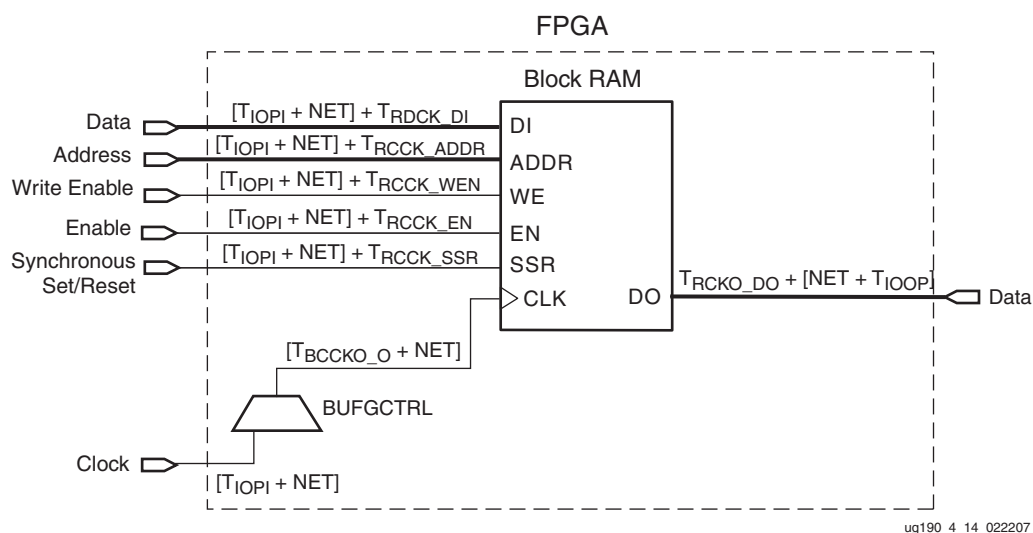 FPGA
Block RAM
Data
[TIOPI + NET] + TRDCK_DI
DI
Address
[TIOPI + NET] + TRCCK_ADDR
ADDR
Write Enable
[TIOPI + NET] + TRCCK_WEN
WE
Enable
[TIOPI + NET] + TRCCK_EN
EN
Synchronous
Set/Reset
[TIOPI + NET] + TRCCK_SSR
SSR
CLK
DO
TRCKO_DO + [NET + TIOOP]
Data
[TBCCKO_O + NET]
BUFGCTRL
Clock
[TIOPI + NET]
ug190_4_14_022207